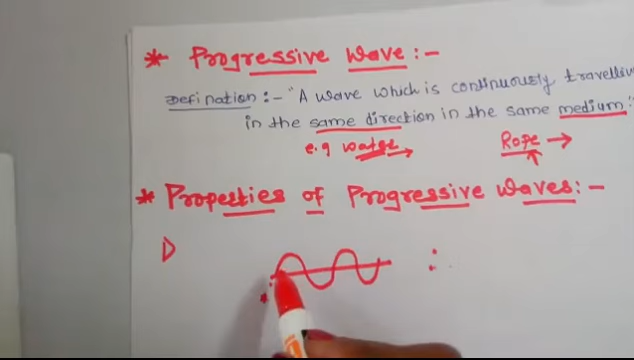 * Progressive Wave:-
Defination:- "A wave which is continuously travellin
in the same direction in the same medium:"
e.g water → Rope →
* Properties of Progressive Waves:-
1)